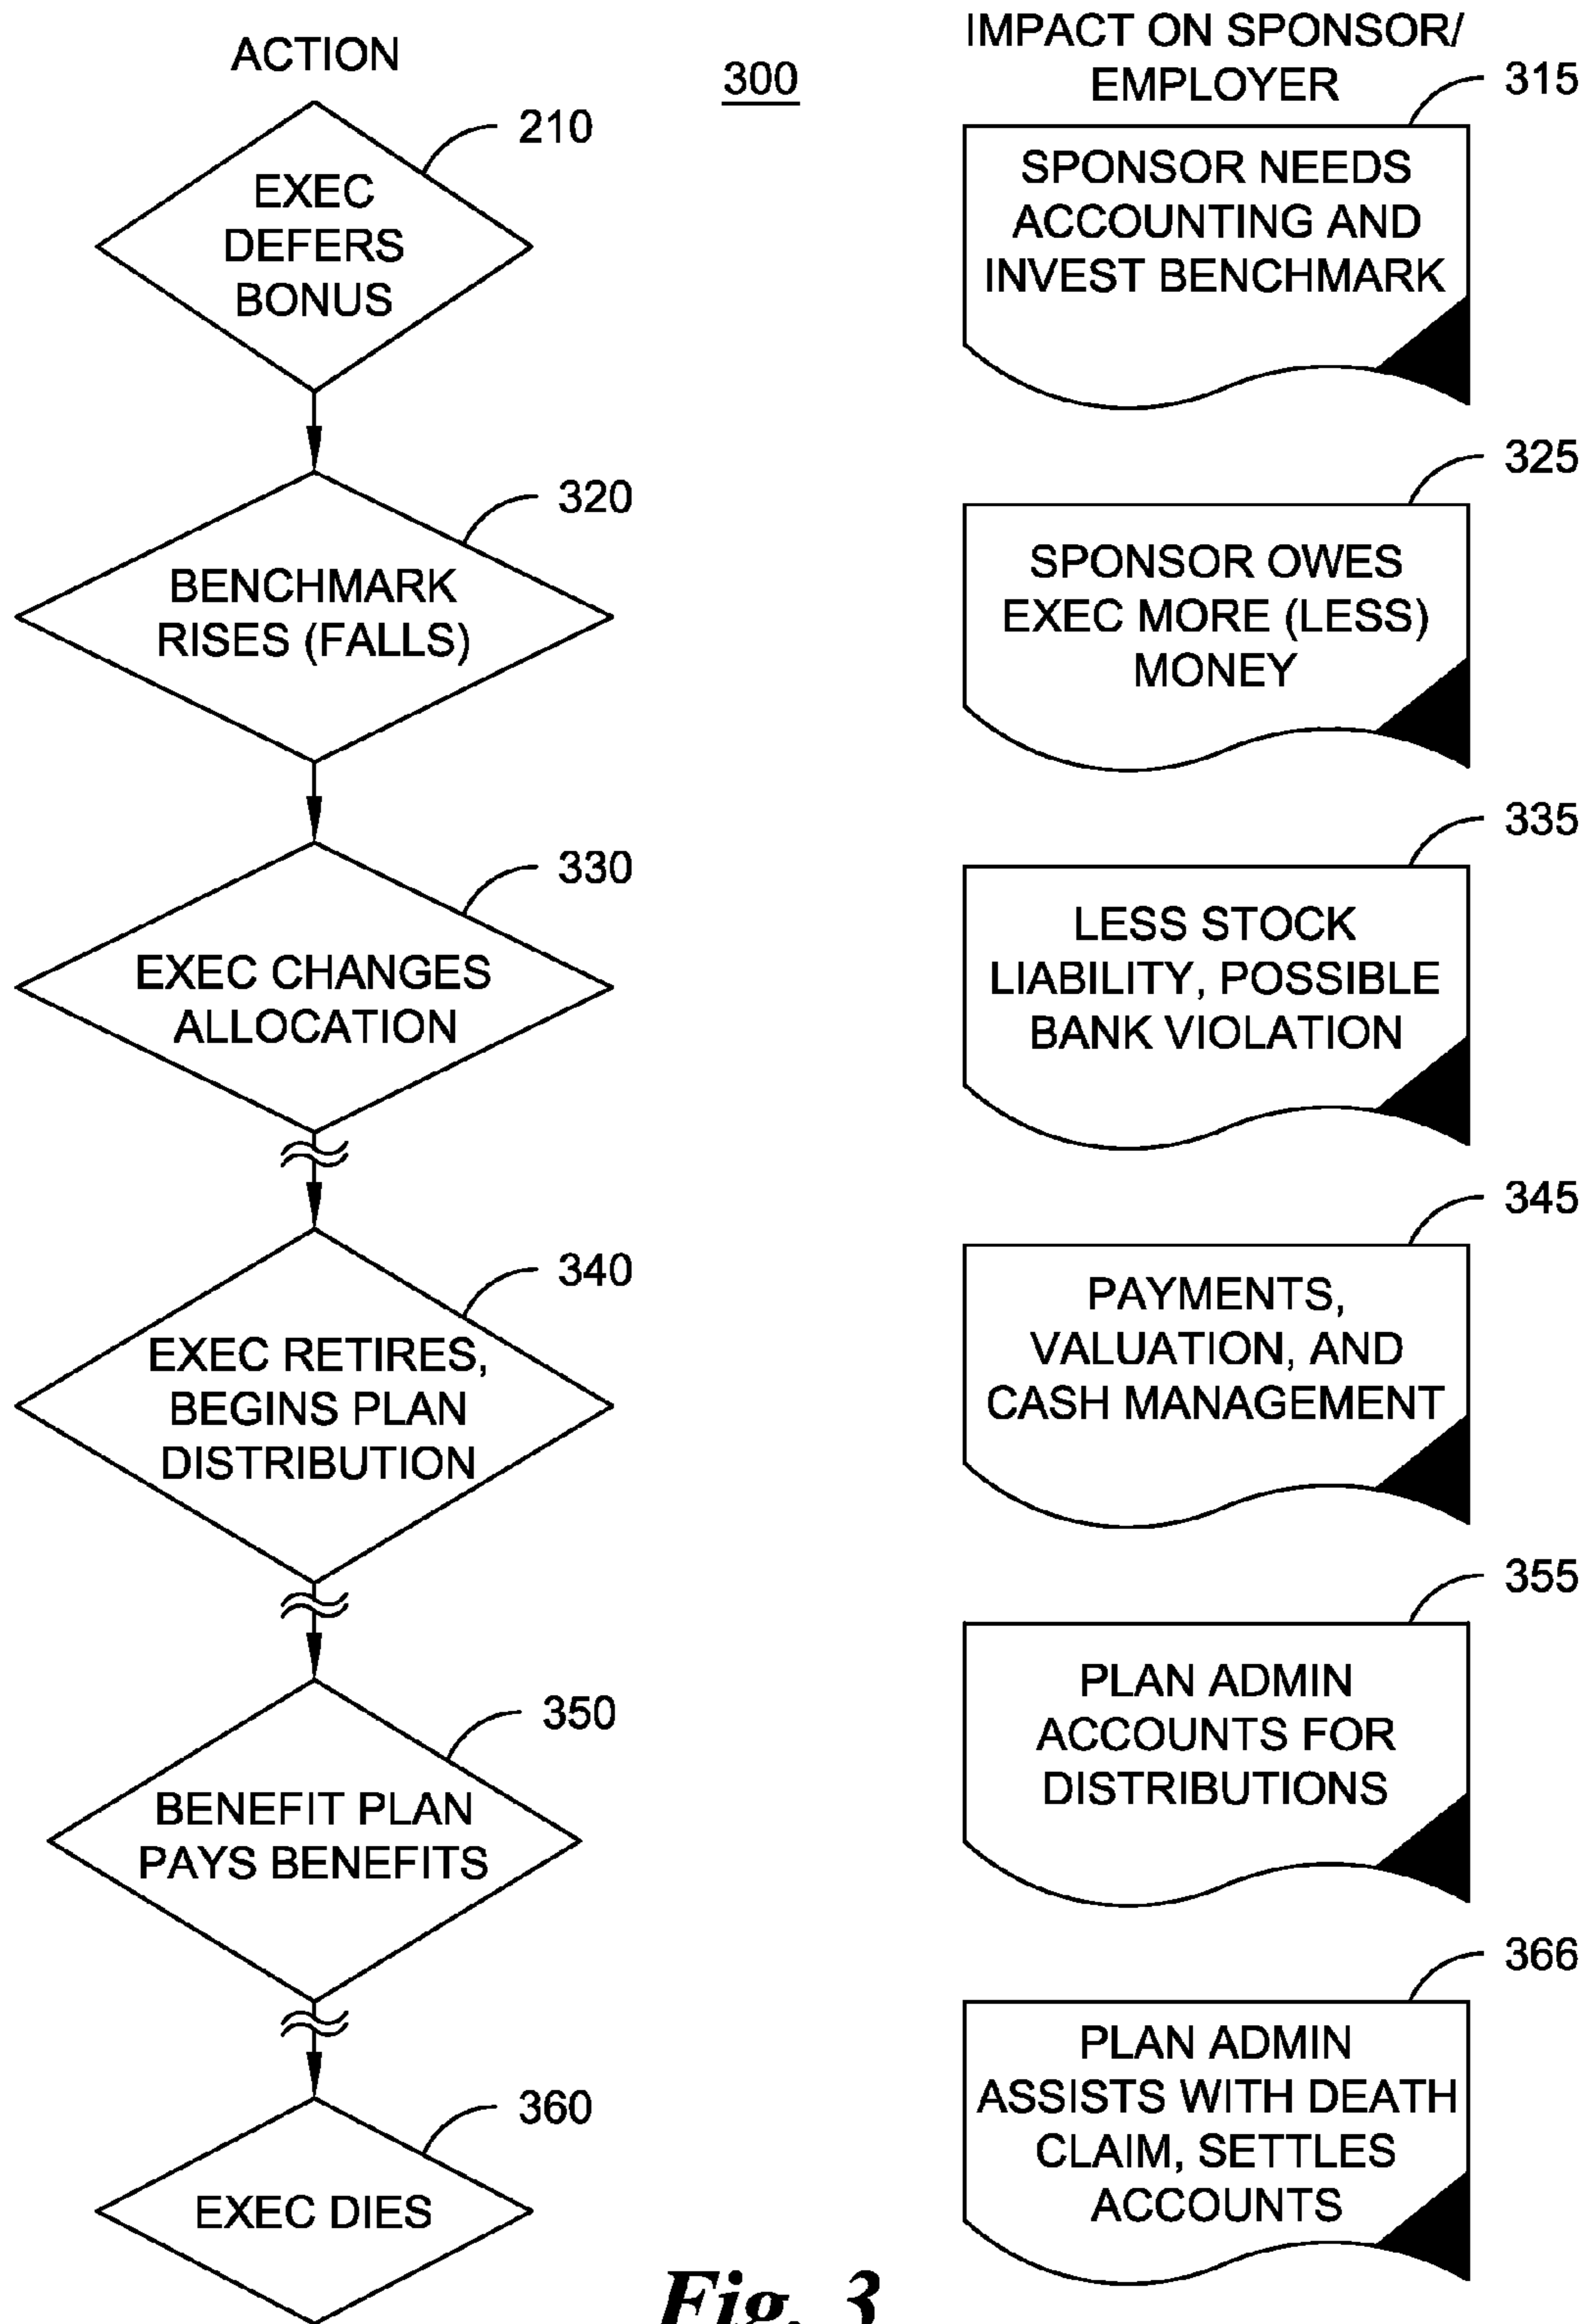 ACTION
300
IMPACT ON SPONSOR/
EMPLOYER
210
EXEC
DEFERS
BONUS
315
SPONSOR NEEDS
ACCOUNTING AND
INVEST BENCHMARK
320
BENCHMARK
RISES (FALLS)
325
SPONSOR OWES
EXEC MORE (LESS)
MONEY
330
EXEC CHANGES
ALLOCATION
335
LESS STOCK
LIABILITY, POSSIBLE
BANK VIOLATION
340
EXEC RETIRES,
BEGINS PLAN
DISTRIBUTION
345
PAYMENTS,
VALUATION, AND
CASH MANAGEMENT
350
BENEFIT PLAN
PAYS BENEFITS
355
PLAN ADMIN
ACCOUNTS FOR
DISTRIBUTIONS
360
EXEC DIES
366
PLAN ADMIN
ASSISTS WITH DEATH
CLAIM, SETTLES
ACCOUNTS
Fig. 3